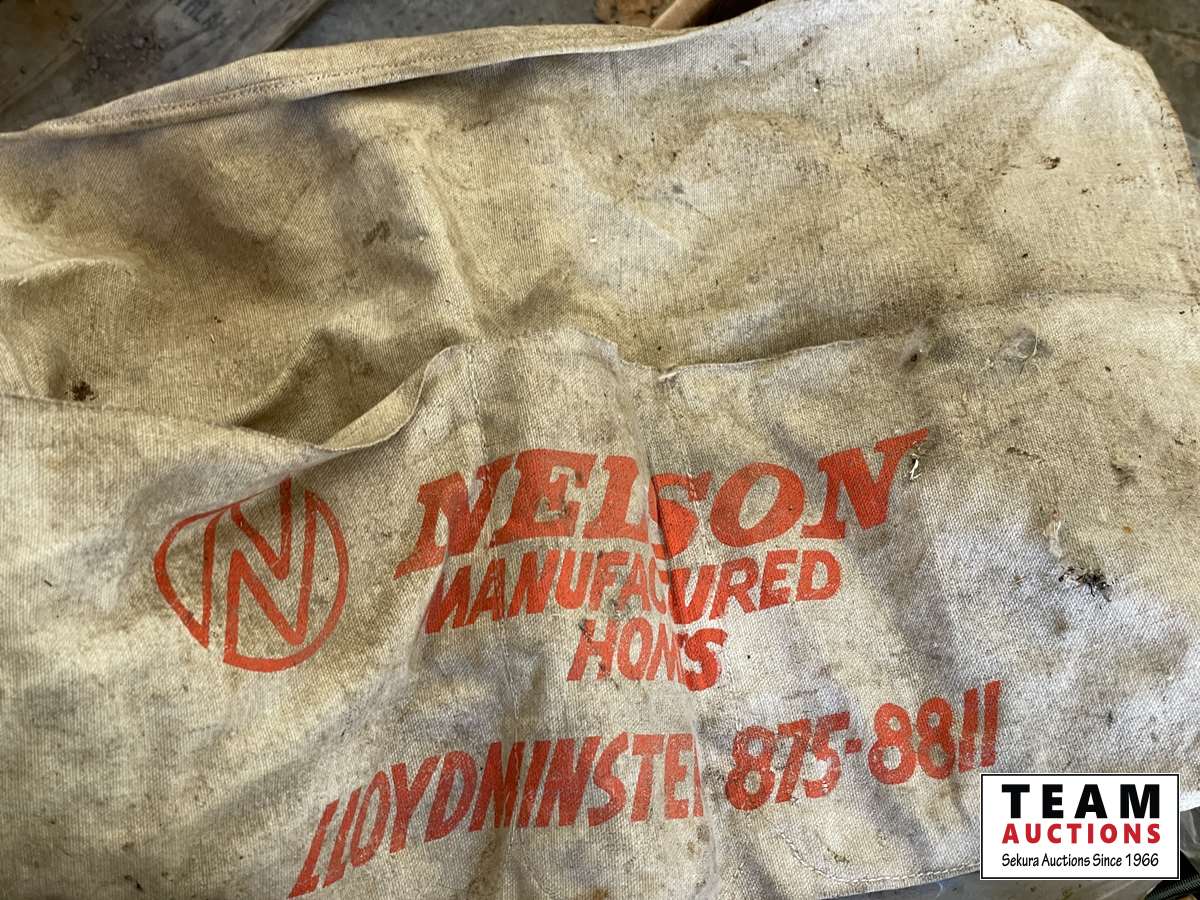 N
NELSON
MANUFACTURED
HOMES
LLOYDMINSTER 875-8811
TEAM
AUCTIONS
Sekura Auctions Since 1966